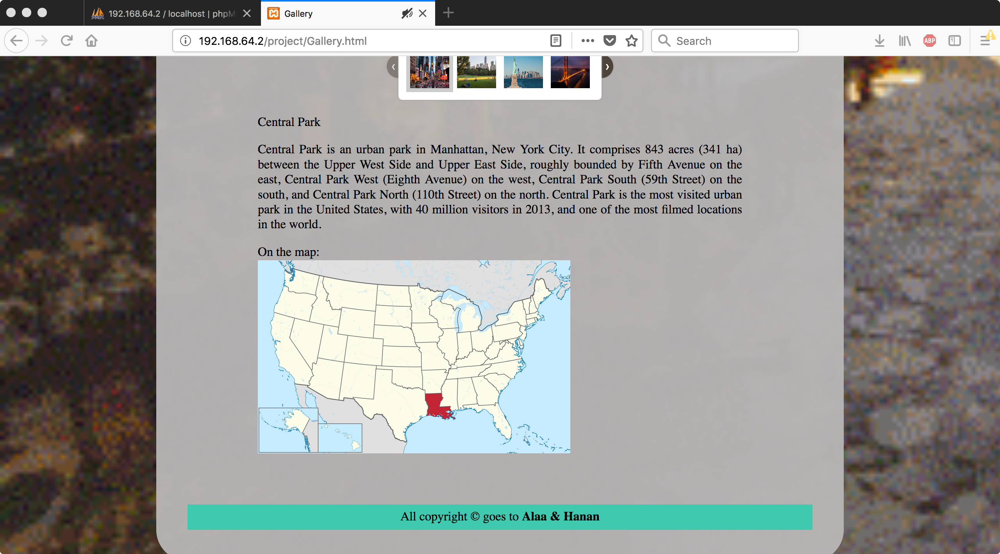 192.168.64.2 / localhost | phpM
Gallery
192.168.64.2/project/Gallery.html
Search
ABP
Central Park
Central Park is an urban park in Manhattan, New York City. It comprises 843 acres (341 ha)
between the Upper West Side and Upper East Side, roughly bounded by Fifth Avenue on the
east, Central Park West (Eighth Avenue) on the west, Central Park South (59th Street) on the
south, and Central Park North (110th Street) on the north. Central Park is the most visited urban
park in the United States, with 40 million visitors in 2013, and one of the most filmed locations
in the world.
On the map:
All copyright © goes to Alaa & Hanan